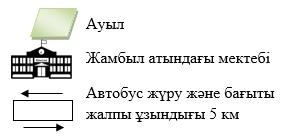 Ауыл
Жамбыл атындағы мектебі
Автобус жүру және бағыты
жалпы ұзындығы 5 км